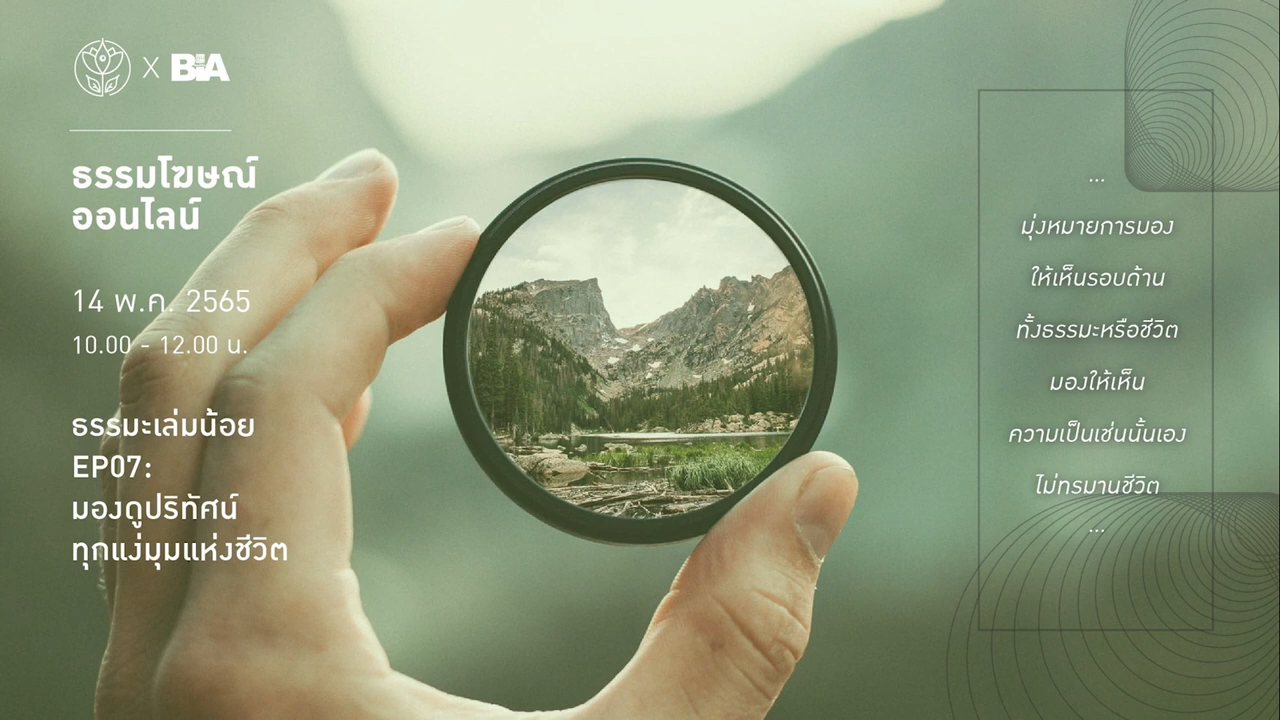 X BIA
ธรรมโฆษณ์
ออนไลน์
14 พ.ค. 2565
10.00 - 12.00 น.
ธรรมะเล่มน้อย
EP07:
มองดูปริทัศน์
ทุกแง่มุมแห่งชีวิต
...
มุ่งหมายการมอง
ให้เห็นรอบด้าน
ทั้งธรรมะหรือชีวิต
มองให้เห็น
ความเป็นเช่นนั้นเอง
ไม่ทรมานชีวิต
...